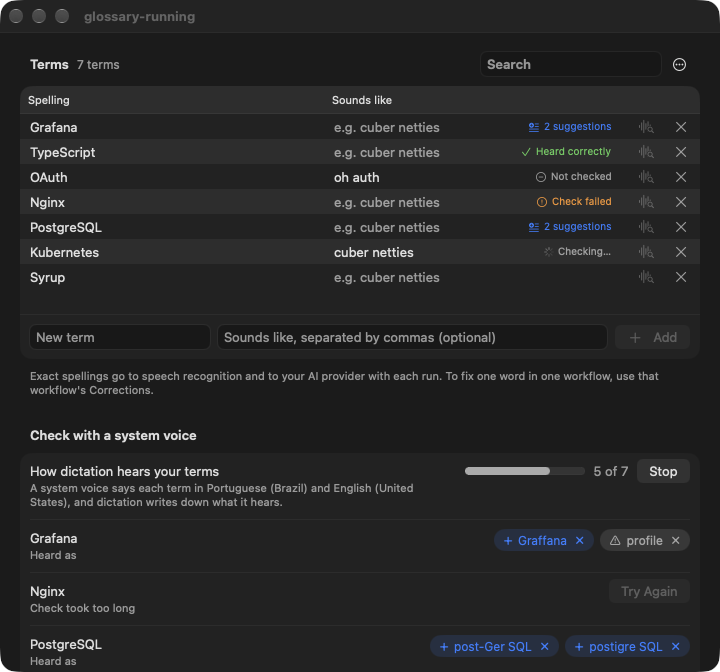 glossary-running
Terms 7 terms Search
Spelling Sounds like
Grafana e.g. cuber netties 2 suggestions
TypeScript e.g. cuber netties Heard correctly
OAuth oh auth Not checked
Nginx e.g. cuber netties Check failed
PostgreSQL e.g. cuber netties 2 suggestions
Kubernetes cuber netties Checking...
Syrup e.g. cuber netties
New term Sounds like, separated by commas (optional) + Add
Exact spellings go to speech recognition and to your AI provider with each run. To fix one word in one workflow, use that
workflow's Corrections.
Check with a system voice
How dictation hears your terms 5 of 7 Stop
A system voice says each term in Portuguese (Brazil) and English (United
States), and dictation writes down what it hears.
Grafana + Graffana profile
Heard as
Nginx Try Again
Check took too long
PostgreSQL + post-Ger SQL + postigre SQL
Heard as